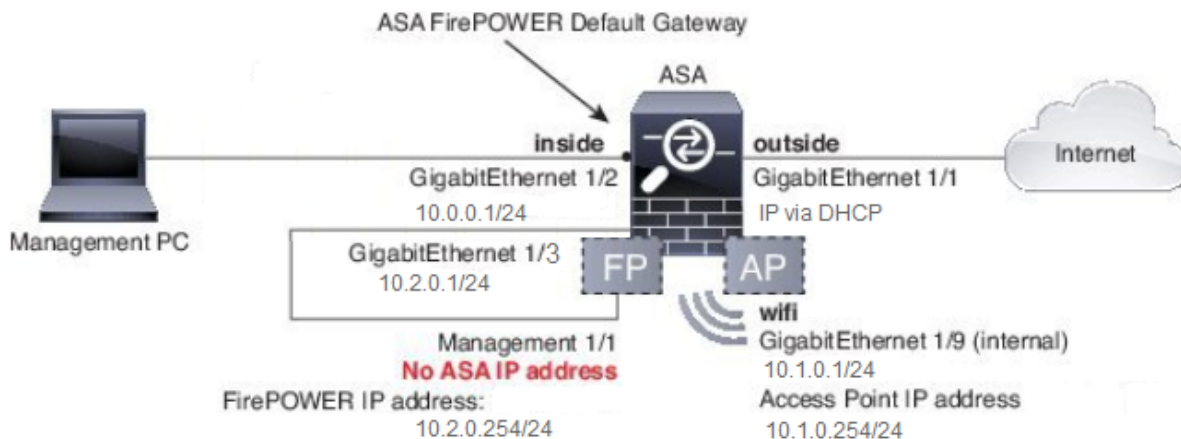 ASA FirePOWER Default Gateway
ASA
inside
outside
Internet
GigabitEthernet 1/2
GigabitEthernet 1/1
10.0.0.1/24
IP via DHCP
Management PC
GigabitEthernet 1/3
10.2.0.1/24
FP
AP
wifi
Management 1/1
GigabitEthernet 1/9 (internal)
No ASA IP address
10.1.0.1/24
FirePOWER IP address:
Access Point IP address
10.2.0.254/24
10.1.0.254/24